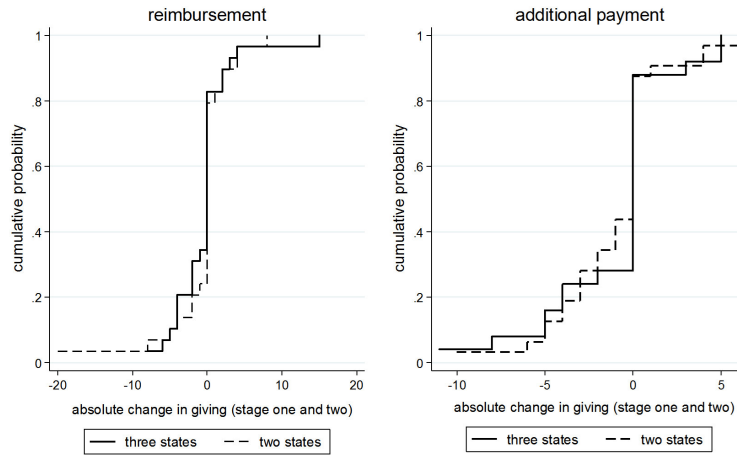 reimbursement
1
.8
.6
.4
.2
0
cumulative probability
-20 -10 0 10 20
absolute change in giving (stage one and two)
three states two states
additional payment
1
.8
.6
.4
.2
0
cumulative probability
-10 -5 0 5
absolute change in giving (stage one and two)
three states two states